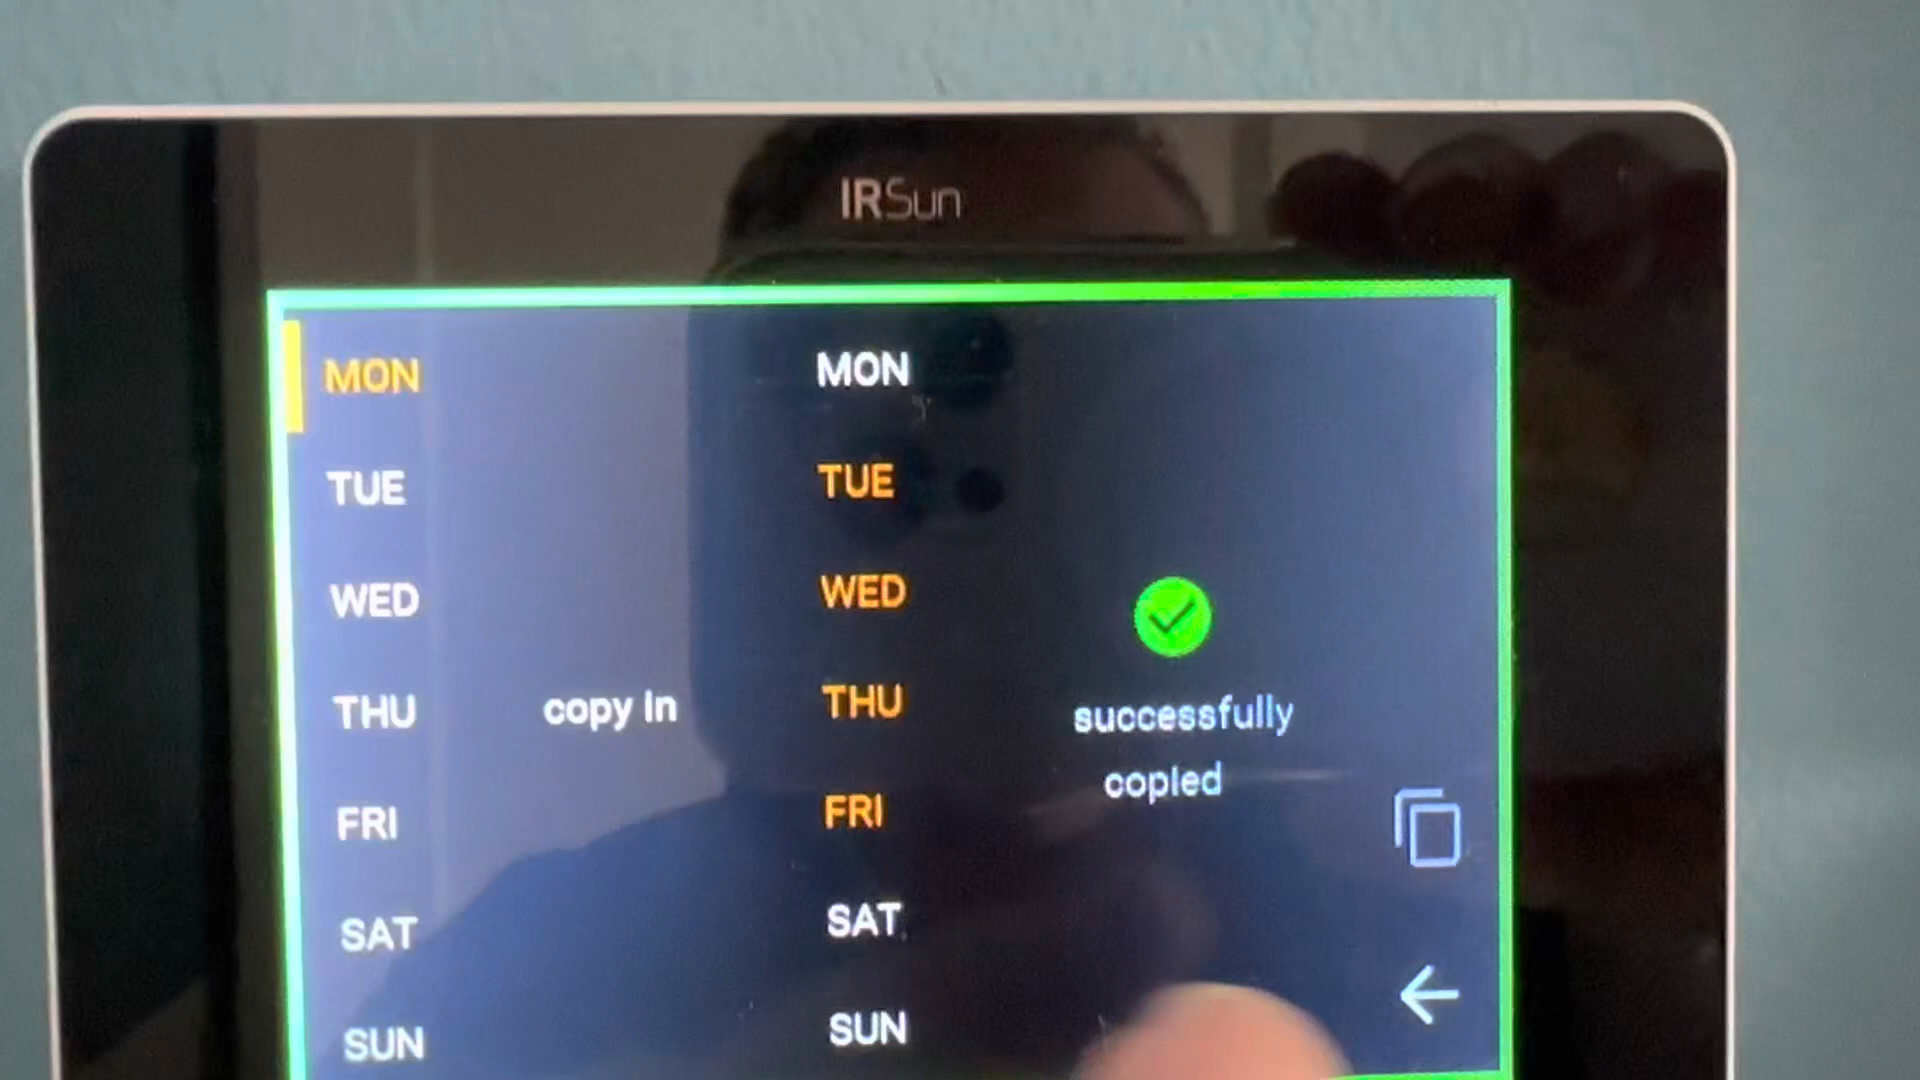 IRSun
MON
TUE
WED
THU
FRI
SAT
SUN
copy in
MON
TUE
WED
THU
FRI
SAT
SUN
successfully
copied